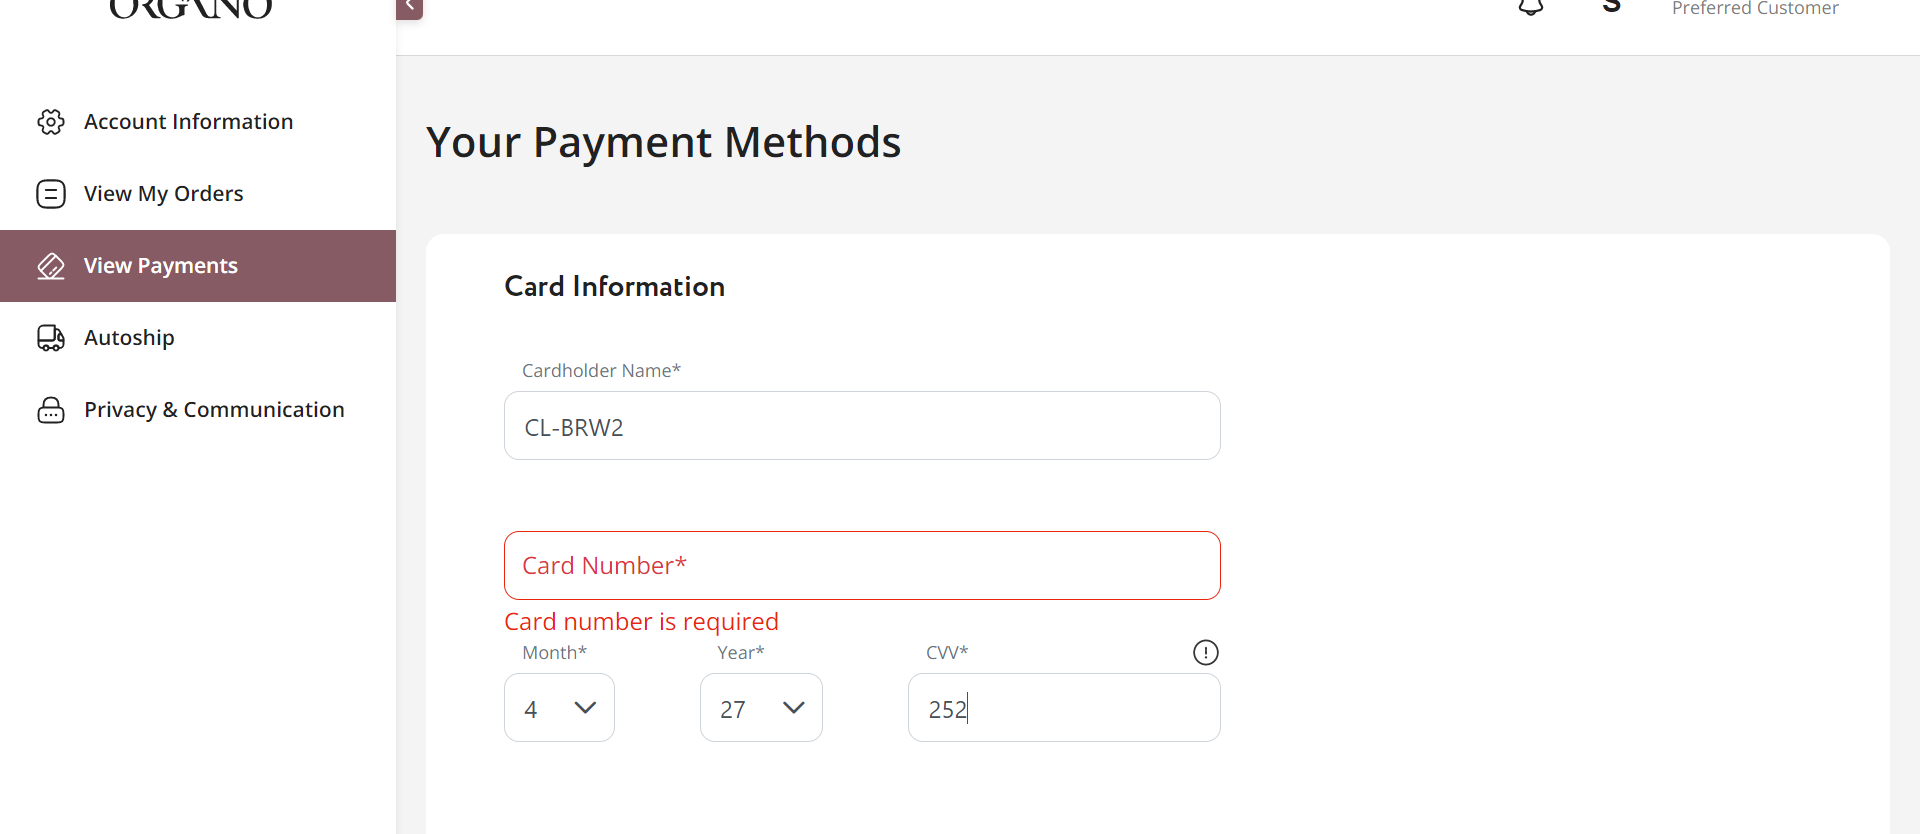 ORGANO
S
Preferred Customer
Account Information
View My Orders
View Payments
Autoship
Privacy & Communication
Your Payment Methods
Card Information
Cardholder Name*
CL-BRW2
Card Number*
Card number is required
Month*
Year*
CVV*
4
27
252